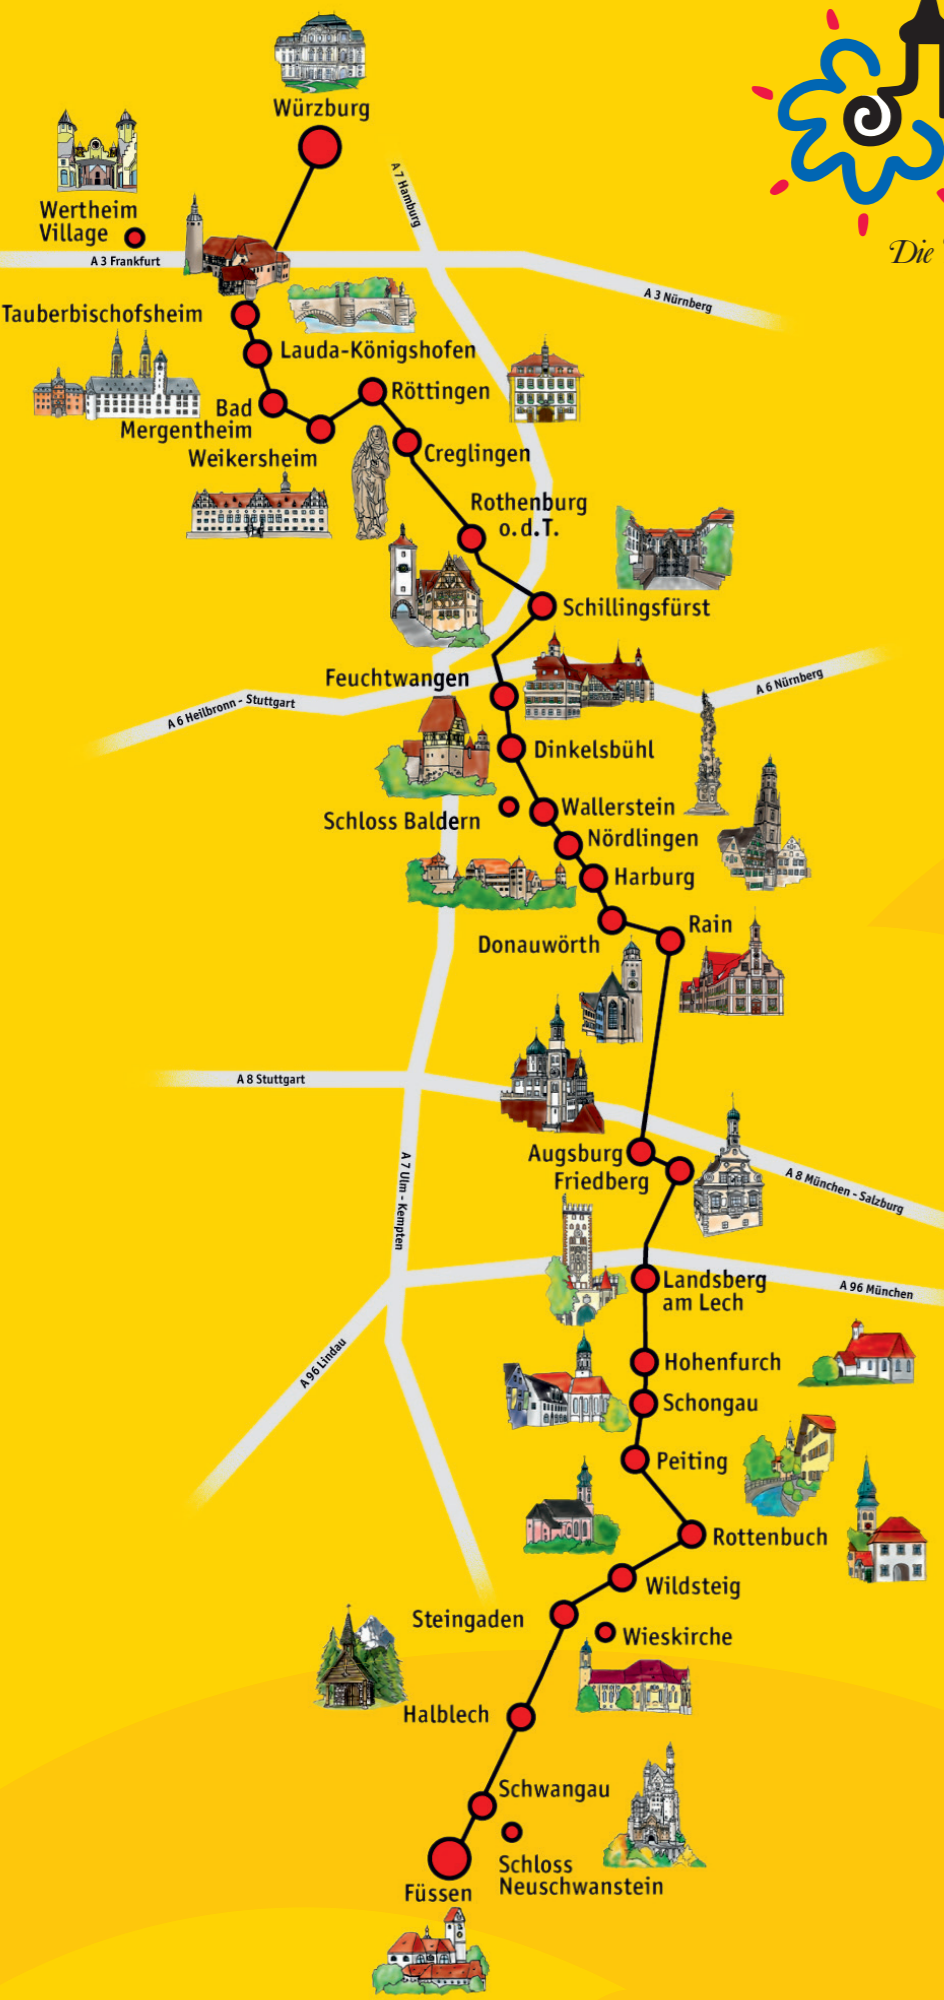 Würzburg
A 7 Hamburg
Wertheim
Village
A 3 Frankfurt
Die
A 3 Nürnberg
Tauberbischofsheim
Lauda-Königshofen
Röttingen
Bad
Mergentheim
Weikersheim
Creglingen
Rothenburg
o.d.T.
Schillingsfürst
Feuchtwangen
A 6 Heilbronn - Stuttgart
A 6 Nürnberg
Dinkelsbühl
Wallerstein
Schloss Baldern
Nördlingen
Harburg
Rain
Donauwörth
A 8 Stuttgart
A 7 Ulm - Kempten
Augsburg
Friedberg
A 8 München - Salzburg
Landsberg
am Lech
A 96 München
A 96 Lindau
Hohenfurch
Schongau
Peiting
Rottenbuch
Wildsteig
Steingaden
Wieskirche
Halblech
Schwangau
Schloss
Neuschwanstein
Füssen